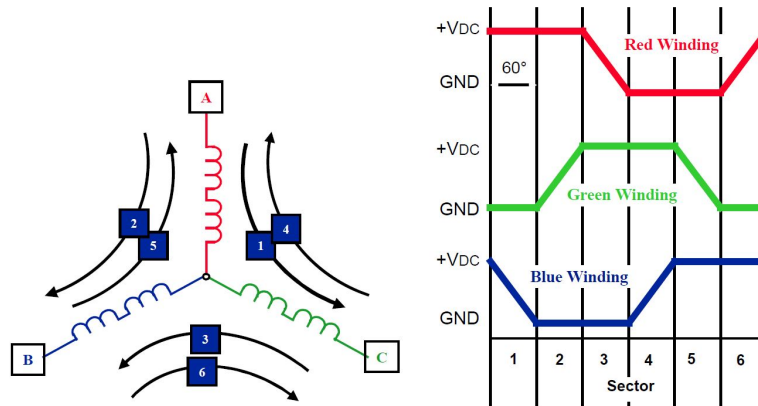 A
2
5
1
4
B
3
6
C
+VDC
Red Winding
60°
GND
+VDC
Green Winding
GND
+VDC
Blue Winding
GND
1 2 3 4 5 6
Sector